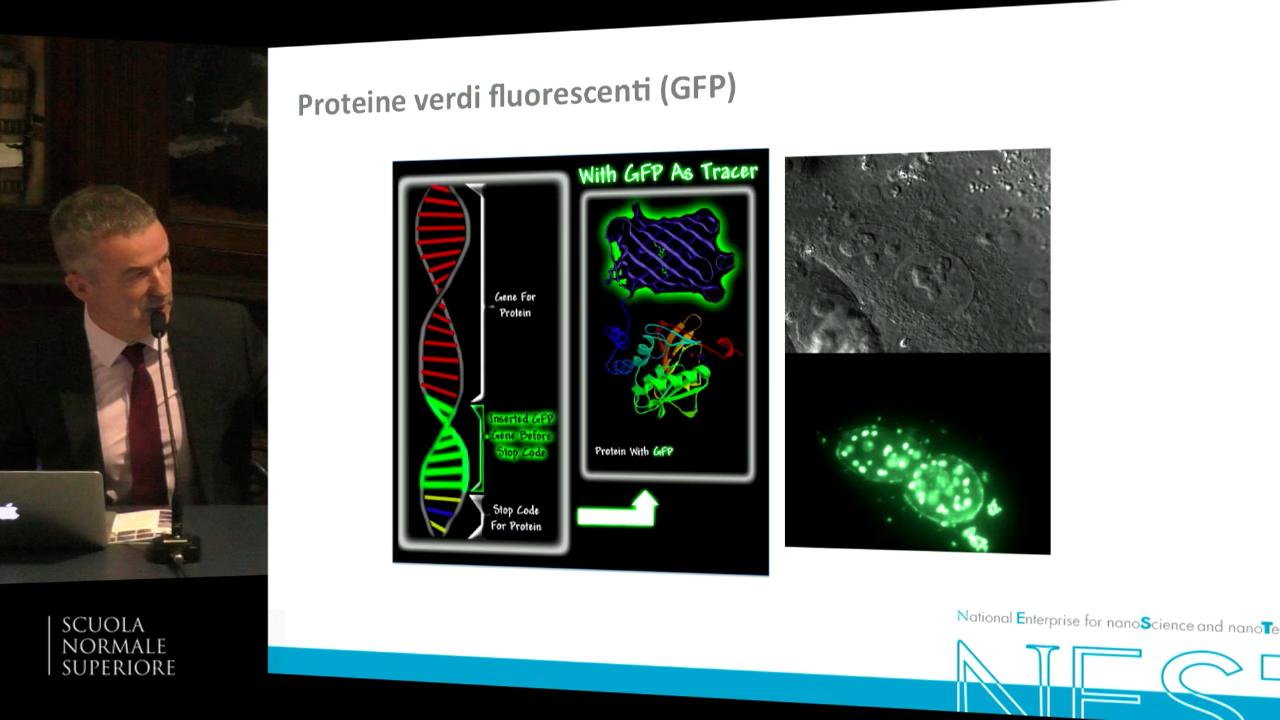 Proteine verdi fluorescenti (GFP)
With GFP As Tracer
Gene For
Protein
Inserted GFP
Gene Before
Stop Code
Stop Code
For Protein
Protein With GFP
National Enterprise for nanoScience and nanoTe
NEST
SCUOLA
NORMALE
SUPERIORE